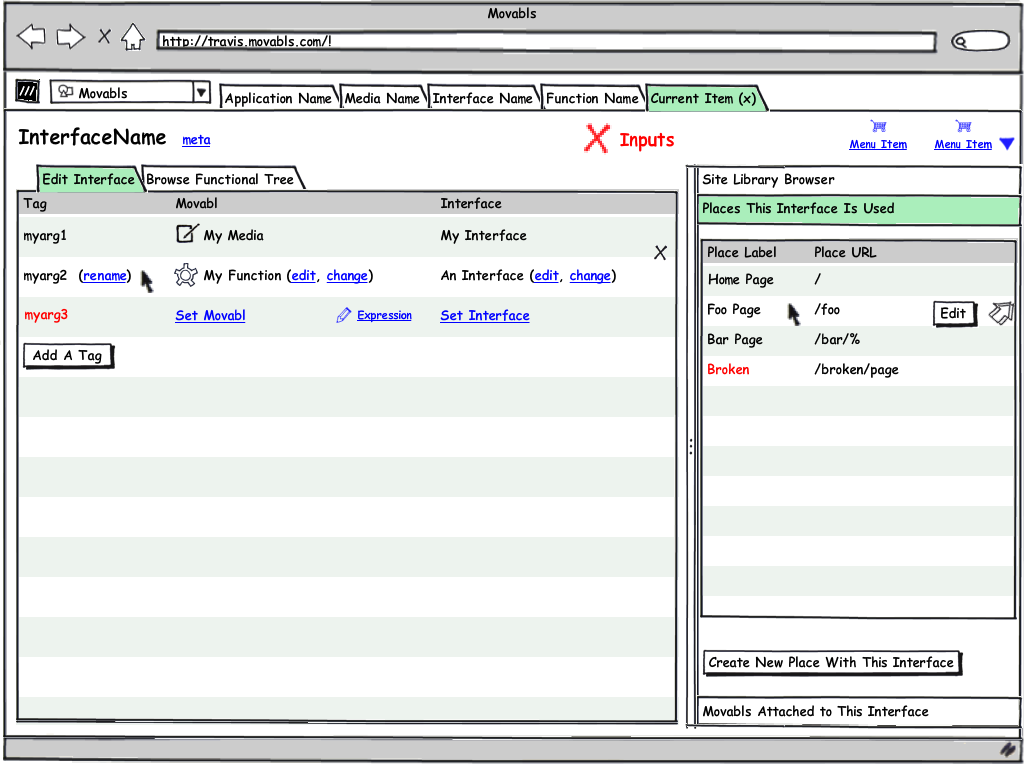 Movabls
http://travis.movabls.com/!
Movabls
Application Name
Media Name
Interface Name
Function Name
Current Item (x)
InterfaceName meta
X Inputs
Menu Item
Menu Item
Edit Interface
Browse Functional Tree
Tag Movabl Interface
myarg1 My Media My Interface
X
myarg2 (rename) My Function (edit, change) An Interface (edit, change)
myarg3 Set Movabl Expression Set Interface
Add A Tag
Site Library Browser
Places This Interface Is Used
Place Label Place URL
Home Page /
Foo Page /foo Edit
Bar Page /bar/%
Broken /broken/page
Create New Place With This Interface
Movabls Attached to This Interface